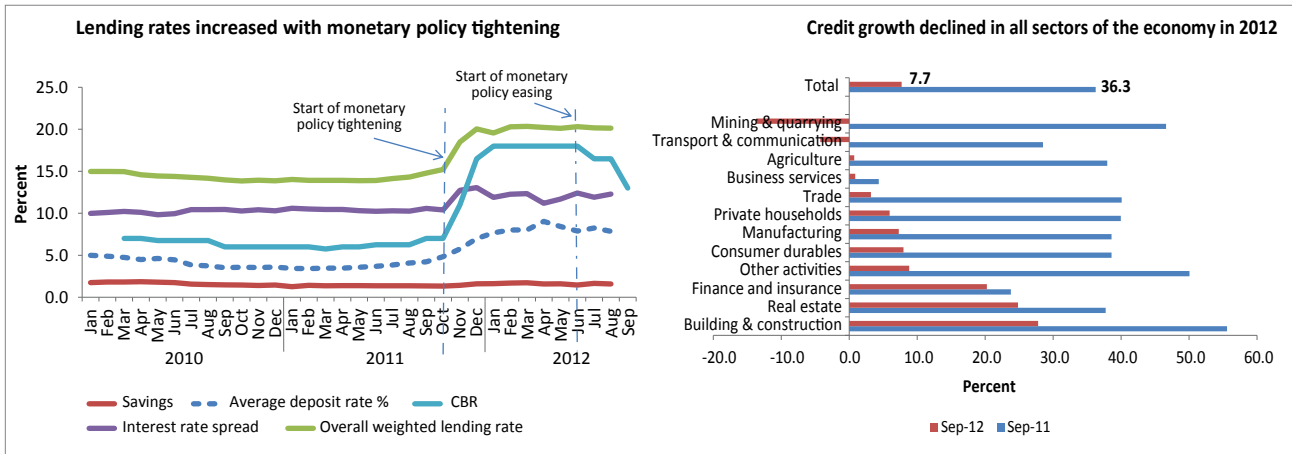 Lending rates increased with monetary policy tightening
25.0
20.0
15.0
10.0
5.0
0.0
Percent
Start of monetary
policy tightening
Start of monetary
policy easing
Jan
Feb
Mar
Apr
May
Jun
Jul
Aug
Sep
Oct
Nov
Dec
Jan
Feb
Mar
Apr
May
Jun
Jul
Aug
Sep
Oct
Nov
Dec
Jan
Feb
Mar
Apr
May
Jun
Jul
Aug
Sep
2010
2011
2012
Savings
Average deposit rate %
CBR
Interest rate spread
Overall weighted lending rate
Credit growth declined in all sectors of the economy in 2012
Total
7.7
36.3
Mining & quarrying
Transport & communication
Agriculture
Business services
Trade
Private households
Manufacturing
Consumer durables
Other activities
Finance and insurance
Real estate
Building & construction
-20.0 -10.0 0.0 10.0 20.0 30.0 40.0 50.0 60.0
Percent
Sep-12 Sep-11